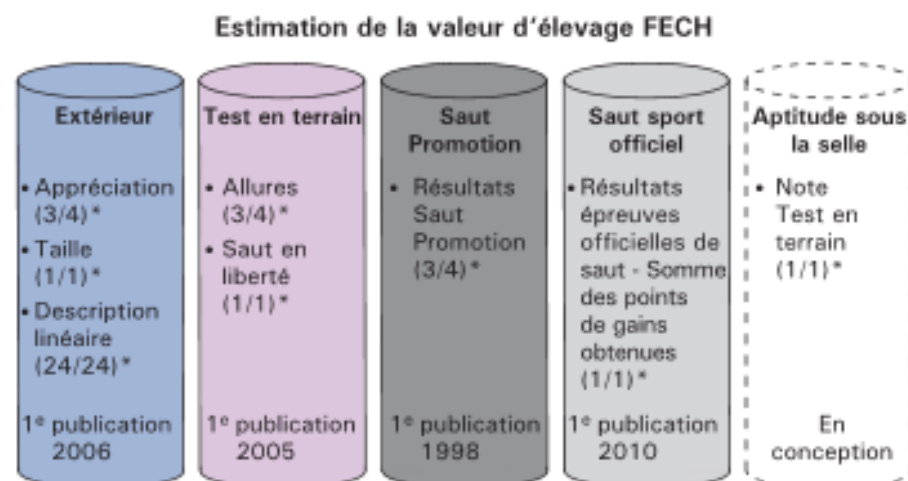 Estimation de la valeur d'élevage FECH
Extérieur
• Appréciation
(3/4)*
• Taille
(1/1)*
• Description
linéaire
(24/24)*
1e publication
2006
Test en terrain
• Allures
(3/4)*
• Saut en
liberté
(1/1)*
1e publication
2005
Saut
Promotion
• Résultats
Saut
Promotion
(3/4)*
1e publication
1998
Saut sport
officiel
• Résultats
épreuves
officielles de
saut - Somme
des points
de gains
obtenues
(1/1)*
1e publication
2010
Aptitude sous
la selle
• Note
Test en
terrain
(1/1)*
En
conception